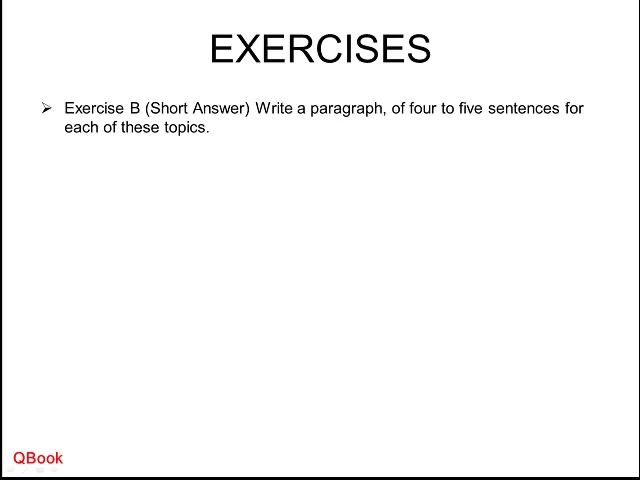 EXERCISES
➢ Exercise B (Short Answer) Write a paragraph, of four to five sentences for
each of these topics.
QBook